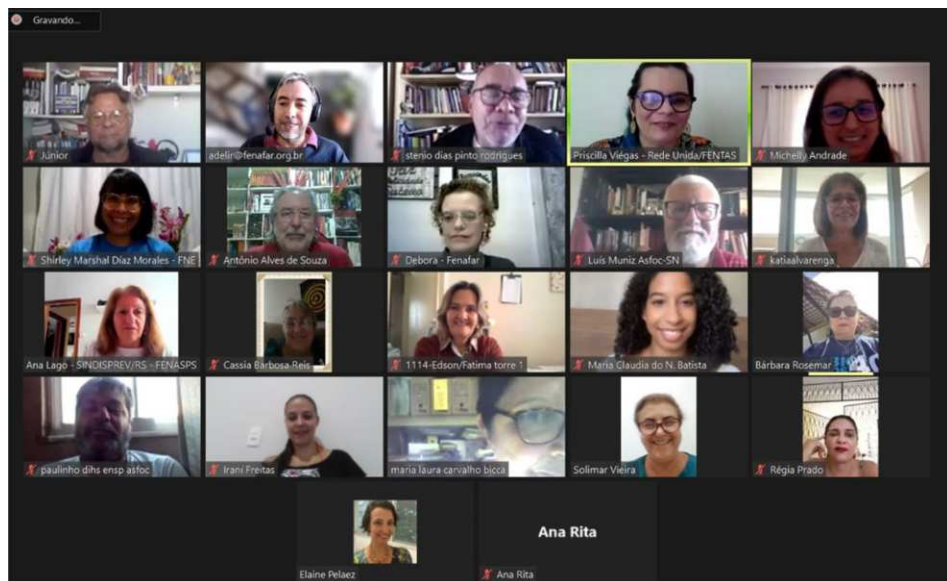 Gravando...
Júnior
adelir@fenafar.org.br
stenio dias pinto rodrigues
Priscilla Viégas - Rede Unida/FENTAS
Michelly Andrade
Shirley Marshal Díaz Morales - FNE
Antônio Alves de Souza
Debora - Fenafar
Luís Muniz Asfoc-SN
katiaalvarenga
Ana Lago - SINDISPREV/RS - FENASPS
Cassia Barbosa Reis
1114-Edson/Fatima torre 1
Maria Claudia do N. Batista
Bárbara Rosemar
paulinho dihs ensp asfoc
Irani Freitas
maria laura carvalho bicca
Solimar Vieira
Régia Prado
Elaine Pelaez
Ana Rita
Ana Rita